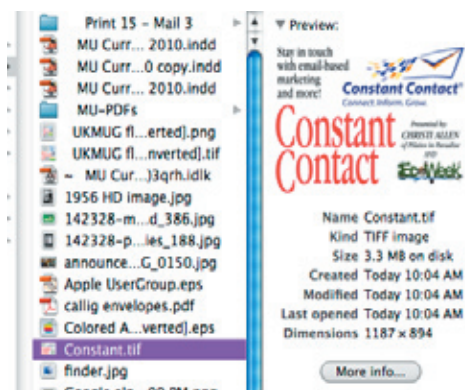 Print 15 - Mail 3
MU Curr... 2010.indd
MU Curr...0 copy.indd
MU Curr... 2010.indd
MU-PDFs
UKMUG fl...erted].png
UKMUG fl...nverted].tif
~ MU Cur...)3qrh.idlk
1956 HD image.jpg
142328-m...d_386.jpg
142328-p...ies_188.jpg
announce...G_0150.jpg
Apple UserGroup.eps
callig envelopes.pdf
Colored A...verted].eps
Constant.tif
finder.jpg
Preview:
Stay in touch
with email-based
marketing
and more!
Constant Contact®
Connect. Inform. Grow.
Constant
Contact
Presented by
CHRISTI ALLEN
of Pilates in Paradise
AND
Name Constant.tif
Kind TIFF image
Size 3.3 MB on disk
Created Today 10:04 AM
Modified Today 10:04 AM
Last opened Today 10:04 AM
Dimensions 1187 × 894
More info...